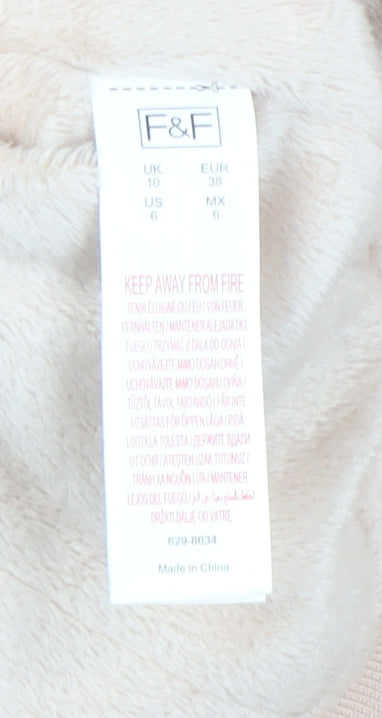 F&F
UK EUR
10 38
US MX
6 6
KEEP AWAY FROM FIRE
TENIR ÉLOIGNÉ DU FEU / VON FEUER
FERNHALTEN / MANTENER ALEJADA DEL
FUEGO / TRZYMAĆ Z DALA OD OGNIA /
UCHOVÁVEJTE MIMO DOSAH OHNĚ /
UCHOVÁVAJTE MIMO DOSAHU OHŇA /
TŰZTŐL TÁVOL TARTANDÓ / FÅR INTE
UTSÄTTAS FÖR ÖPPEN LÅGA / PIDÄ
LOITOLLA TULESTA / ДЕРЖИТЕ ВДАЛИ
ОТ ОГНЯ / ATEŞTEN UZAK TUTUNUZ /
TRÁNH XA NGUỒN LỬA / MANTENER
LEJOS DEL FUEGO /
DRŽATI DALJE OD VATRE
629-8634
Made in China